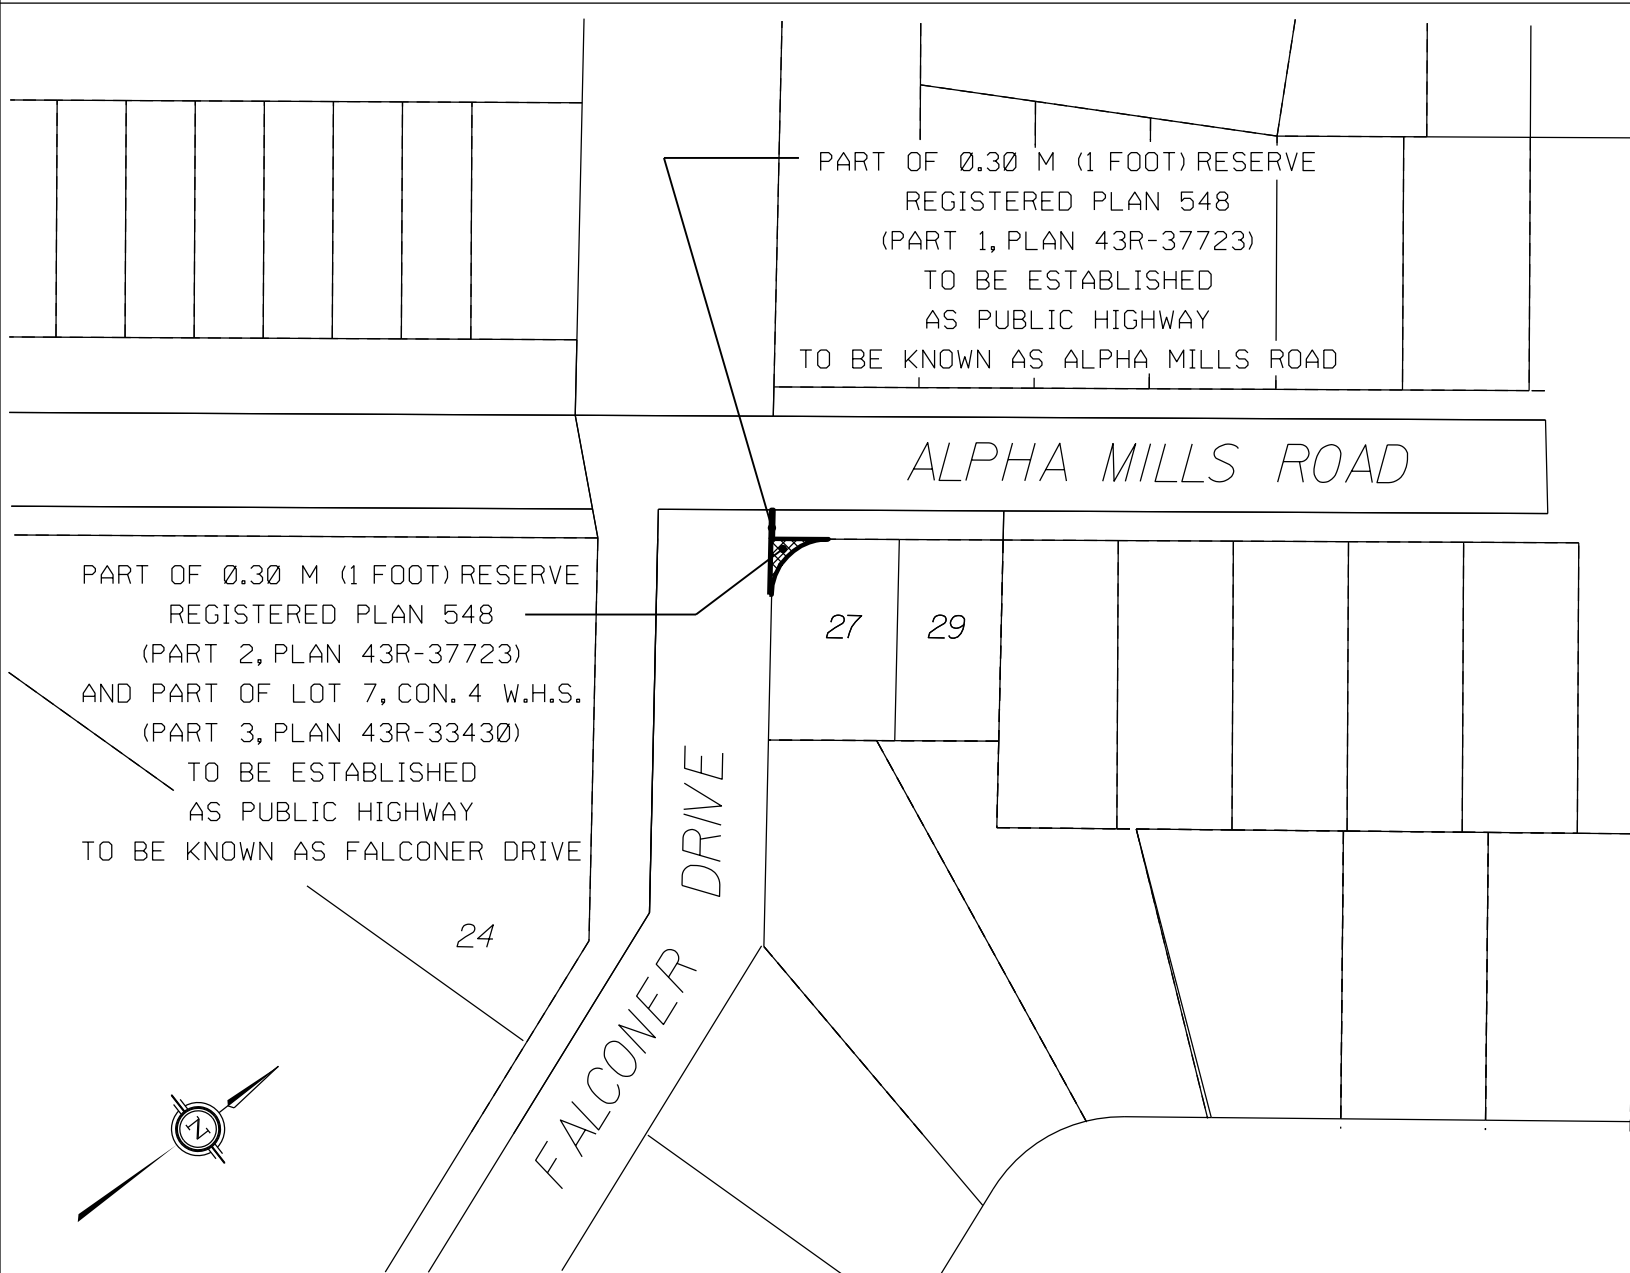 PART OF 0.30 M (1 FOOT) RESERVE
REGISTERED PLAN 548
(PART 1, PLAN 43R-37723)
TO BE ESTABLISHED
AS PUBLIC HIGHWAY
TO BE KNOWN AS ALPHA MILLS ROAD
ALPHA MILLS ROAD
PART OF 0.30 M (1 FOOT) RESERVE
REGISTERED PLAN 548
(PART 2, PLAN 43R-37723)
AND PART OF LOT 7, CON. 4 W.H.S.
(PART 3, PLAN 43R-33430)
TO BE ESTABLISHED
AS PUBLIC HIGHWAY
TO BE KNOWN AS FALCONER DRIVE
27
29
24
FALCONER DRIVE
N